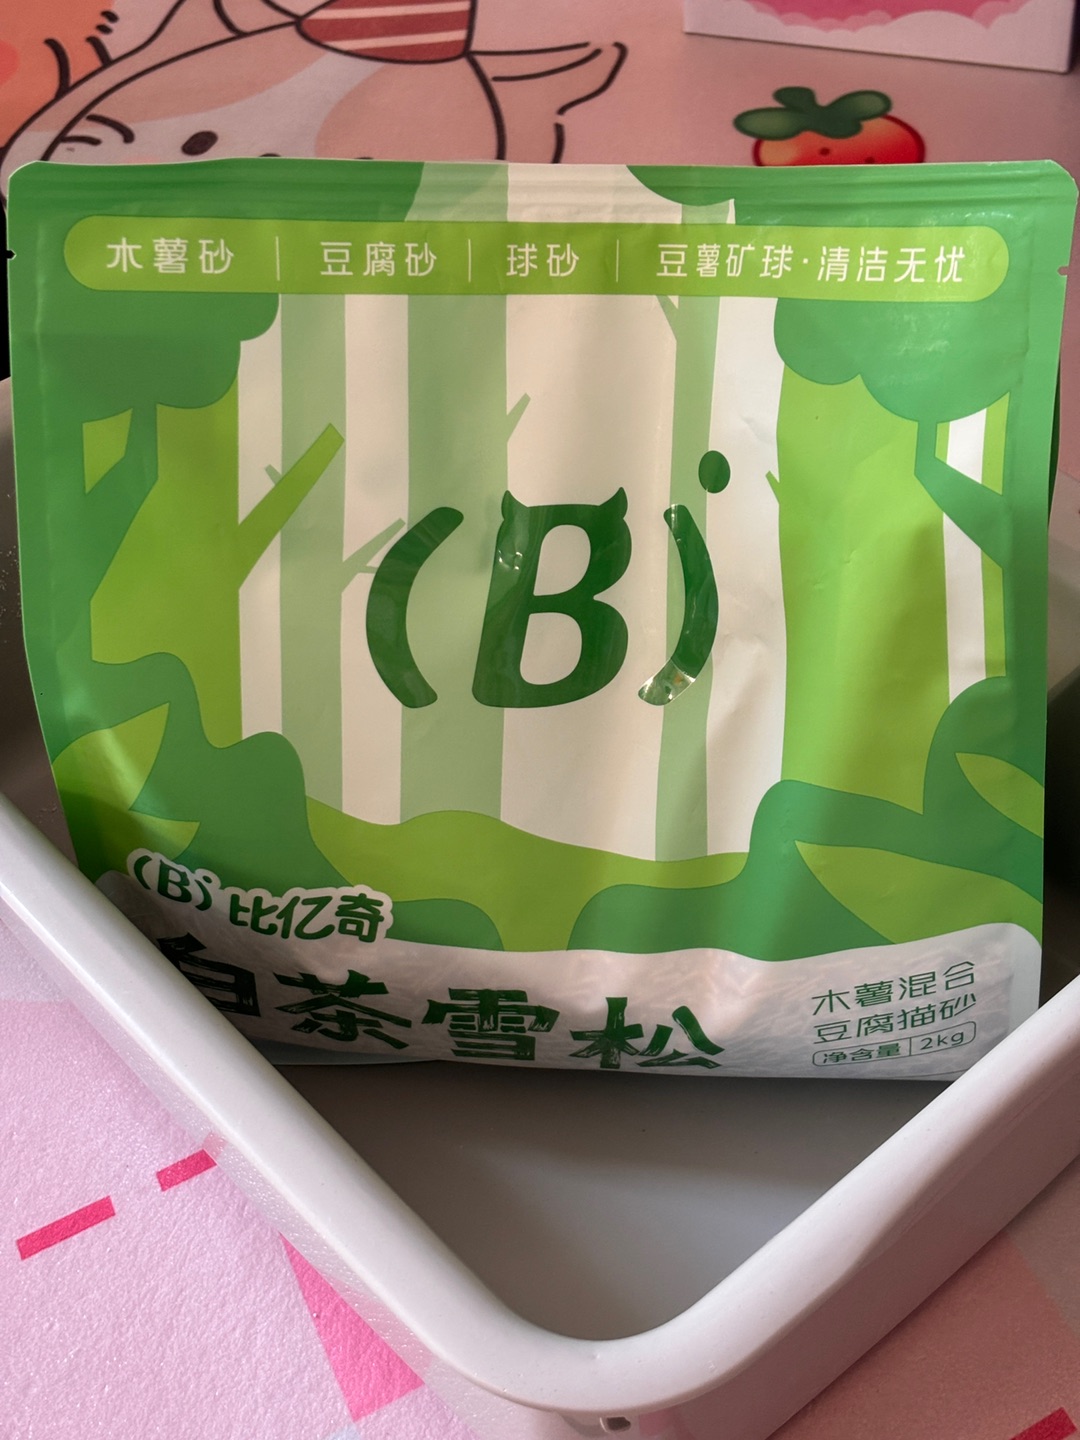 木薯砂 | 豆腐砂 | 球砂 | 豆薯矿球·清洁无忧
(B)
(B) 比亿奇
白茶雪松
木薯混合
豆腐猫砂
净含量 | 2kg